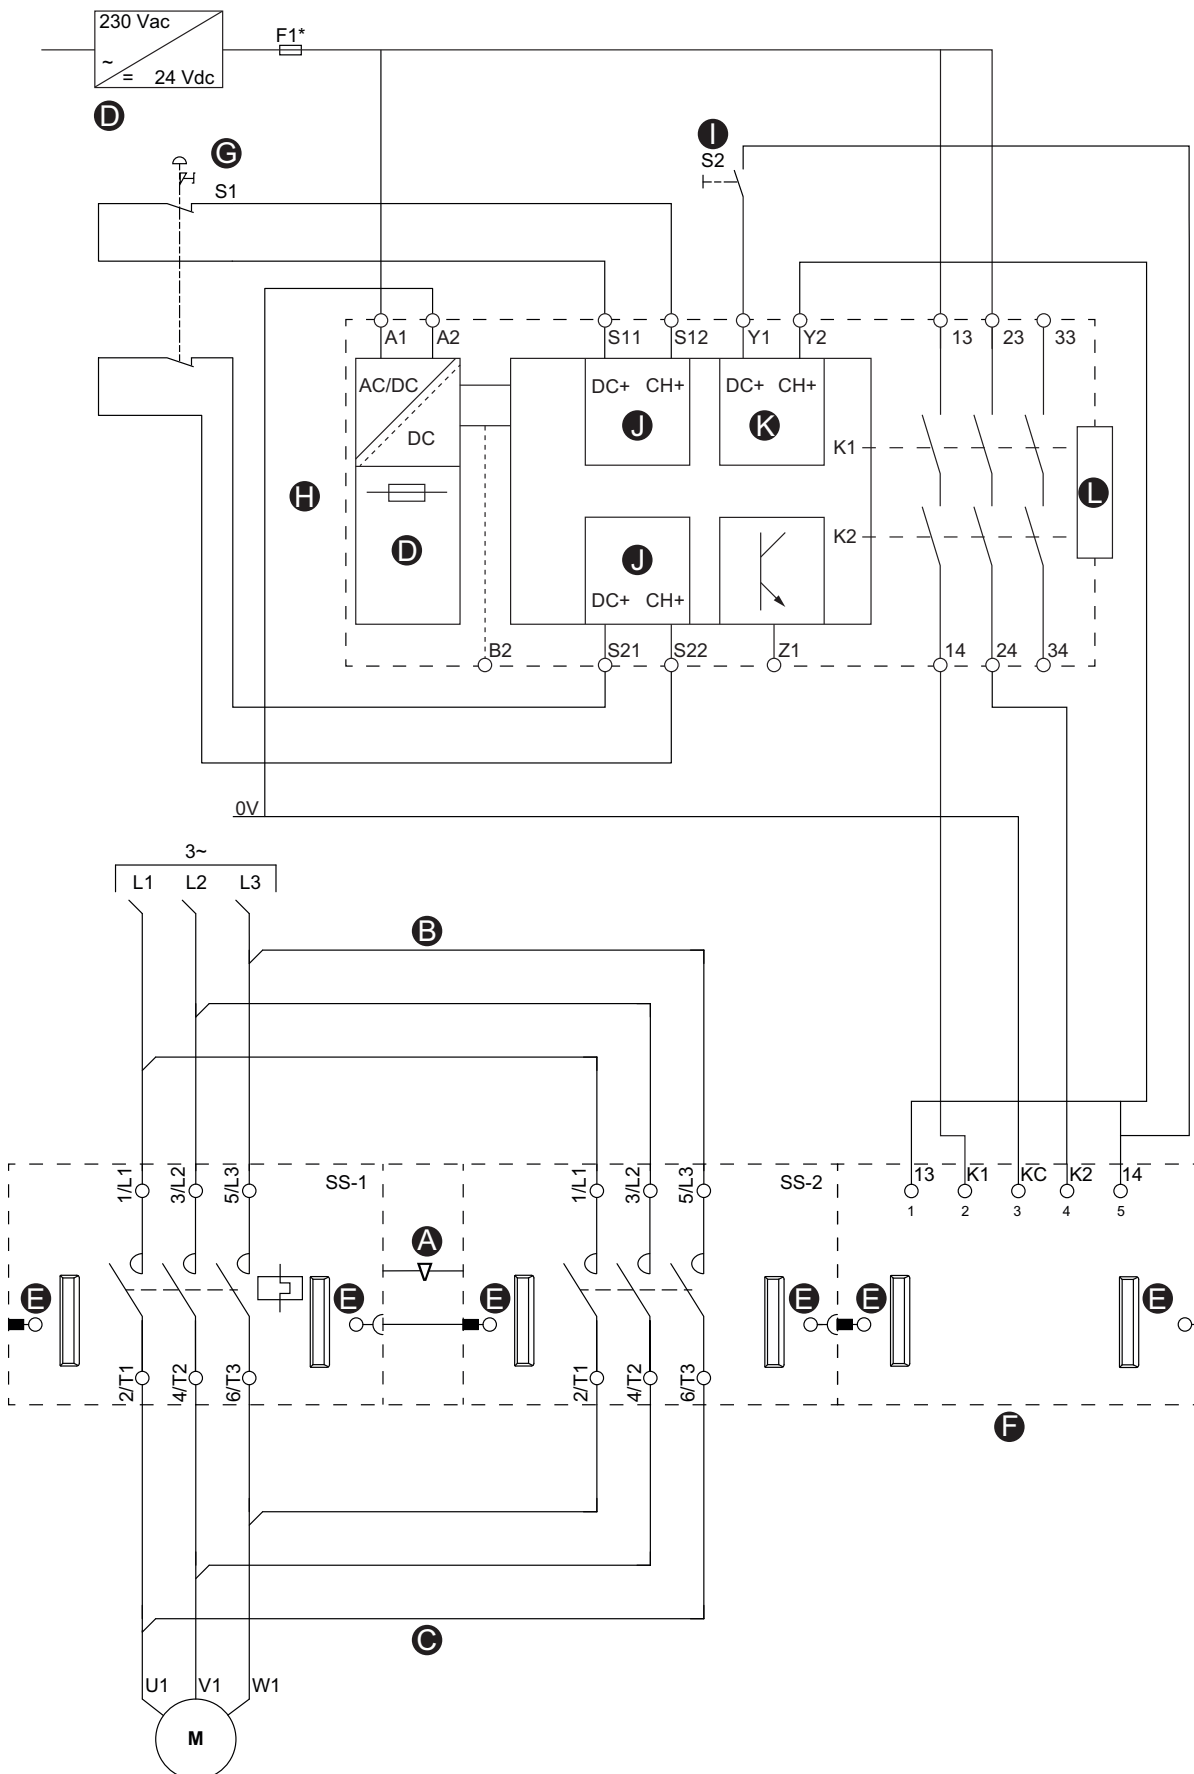 230 Vac
~
= 24 Vdc
F1*
D
G
S1
I
S2
A1 A2 S11 S12 Y1 Y2 13 23 33
AC/DC
DC
DC+ CH+
J
DC+ CH+
K
K1
H
D
J
DC+ CH+
K2
L
B2 S21 S22 Z1 14 24 34
0V
3~
L1 L2 L3
B
1/L1 3/L2 5/L3 SS-1
A
1/L1 3/L2 5/L3 SS-2
13 K1 KC K2 14
1 2 3 4 5
E E E E E E
2/T1 4/T2 6/T3
2/T1 4/T2 6/T3
F
C
U1 V1 W1
M